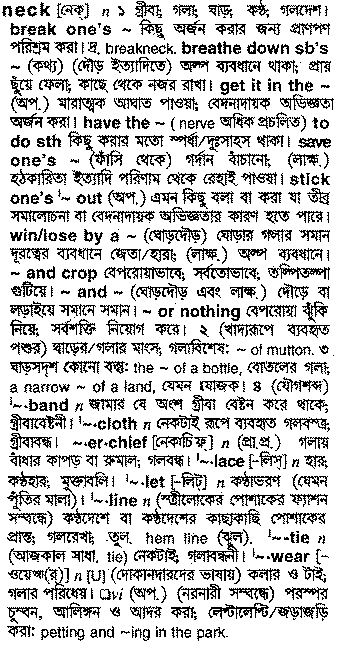 neck [নেক্] n ১ গ্রীবা; গলা; ঘাড়; কণ্ঠ; গলদেশ।
break one's ~ কিছু অর্জন করার জন্য প্রাণপণ
পরিশ্রম করা। দ্র. breakneck. breathe down sb's
~ (কথ্য) (দৌড় ইত্যাদিতে) অল্প ব্যবধানে থাকা; প্রায়
ছুঁয়ে ফেলা; কাছে থেকে নজর রাখা। get it in the ~
(অপ.) মারাত্মক আঘাত পাওয়া; বেদনাদায়ক অভিজ্ঞতা
অর্জন করা। have the ~ ( nerve অধিক প্রচলিত) to
do sth কিছু করার মতো স্পর্ধা/দুঃসাহস থাকা। save
one's ~ (ফাঁসি থেকে) গর্দান বাঁচানো; (লাক্ষ.)
হঠকারিতা ইত্যাদি পরিণাম থেকে রেহাই পাওয়া। stick
one's ˈ~ out (অপ.) এমন কিছু বলা বা করা যা তীব্র
সমালোচনা বা বেদনাদায়ক অভিজ্ঞতার কারণ হতে পারে।
win/lose by a ~ (ঘোড়দৌড়) ঘোড়ার গলার সমান
দূরত্বের ব্যবধানে জেতা/হারা; (লাক্ষ.) অল্প ব্যবধানে।
~ and crop বেপরোয়াভাবে; সর্বতোভাবে; তল্পিতল্পা
গুটিয়ে। ~ and ~ (ঘোড়দৌড় এবং লাক্ষ.) দৌড়ে বা
লড়াইয়ে সমানে সমান। ~ or nothing বেপরোয়া ঝুঁকি
নিয়ে; সর্বশক্তি নিয়োগ করে। ২ (খাদ্যরূপে ব্যবহৃত
পশুর) ঘাড়ের/গলার মাংস; গলাবিশেষ: ~ of mutton. ৩
ঘাড়সদৃশ কোনো বস্তু: the ~ of a bottle, বোতলের গলা;
a narrow ~ of a land, যেমন যোজক। ৪ (যৌগশব্দ)
ˈ~·band n জামার যে অংশ গ্রীবা বেষ্টন করে থাকে;
গ্রীবাবেষ্টনী। ˈ~·cloth n নেকটাই রূপে ব্যবহৃত গলবস্ত্র;
গ্রীবাবন্ধ। ~·er·chief [নেকাচিফ্] n (প্রা.প্র.) গলায়
বাঁধার কাপড় বা রুমাল; গলবন্ধ। ˈ~·lace [-লিস্] n হার;
কণ্ঠহার; মুক্তাবলি। ˈ~·let [-লিট্] n কণ্ঠাভরণ (যেমন
পুঁতির মালা)। ˈ~·line n (স্ত্রীলোকের পোশাকের ফ্যাশন
সম্বন্ধে) কণ্ঠদেশে বা কণ্ঠদেশের কাছাকাছি পোশাকের
প্রান্ত; গলরেখা; তুল. hem line (ঝুল). ˈ~·tie n
(আজকাল সাধা. tie) নেকটাই; গলাবন্ধনী। ˈ~·wear [-
ওয়েঅ্য(র্)] n [U] (দোকানদারদের ভাষায়) কলার ও টাই;
গলার পরিধেয়। □vi (অপ.) (নরনারী সম্বন্ধে) পরস্পর
চুম্বন, আলিঙ্গন ও আদর করা; লেপ্টালেপ্টি/জড়াজড়ি
করা: petting and ~ing in the park.